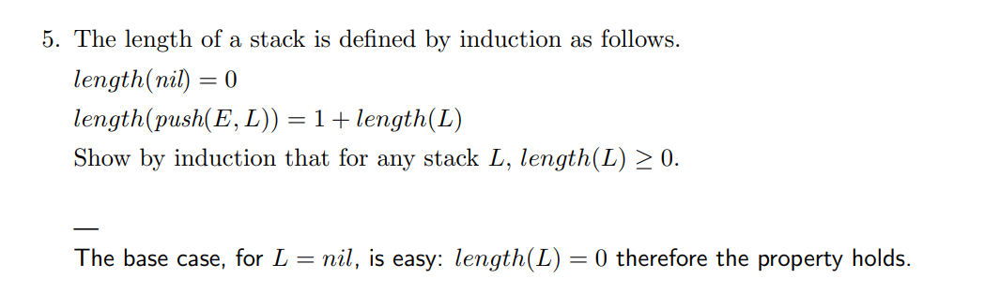 5. The length of a stack is defined by induction as follows.
length(nil) = 0
length(push(E, L)) = 1 + length(L)
Show by induction that for any stack L, length(L) ≥ 0.
—
The base case, for L = nil, is easy: length(L) = 0 therefore the property holds.